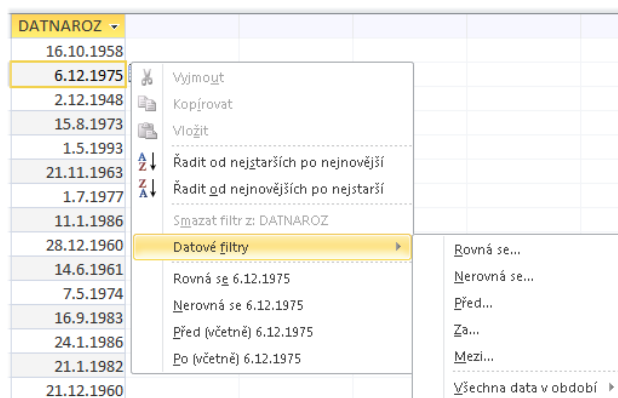 DATNAROZ
16.10.1958
6.12.1975
2.12.1948
15.8.1973
1.5.1993
21.11.1963
1.7.1977
11.1.1986
28.12.1960
14.6.1961
7.5.1974
16.9.1983
24.1.1986
21.1.1982
21.12.1960
Vyjmout
Kopírovat
Vložit
Řadit od nejstarších po nejnovější
Řadit od nejnovějších po nejstarší
Smazat filtr z: DATNAROZ
Datové filtry
Rovná se 6.12.1975
Nerovná se 6.12.1975
Před (včetně) 6.12.1975
Po (včetně) 6.12.1975
Rovná se...
Nerovná se...
Před...
Za...
Mezi...
Všechna data v období